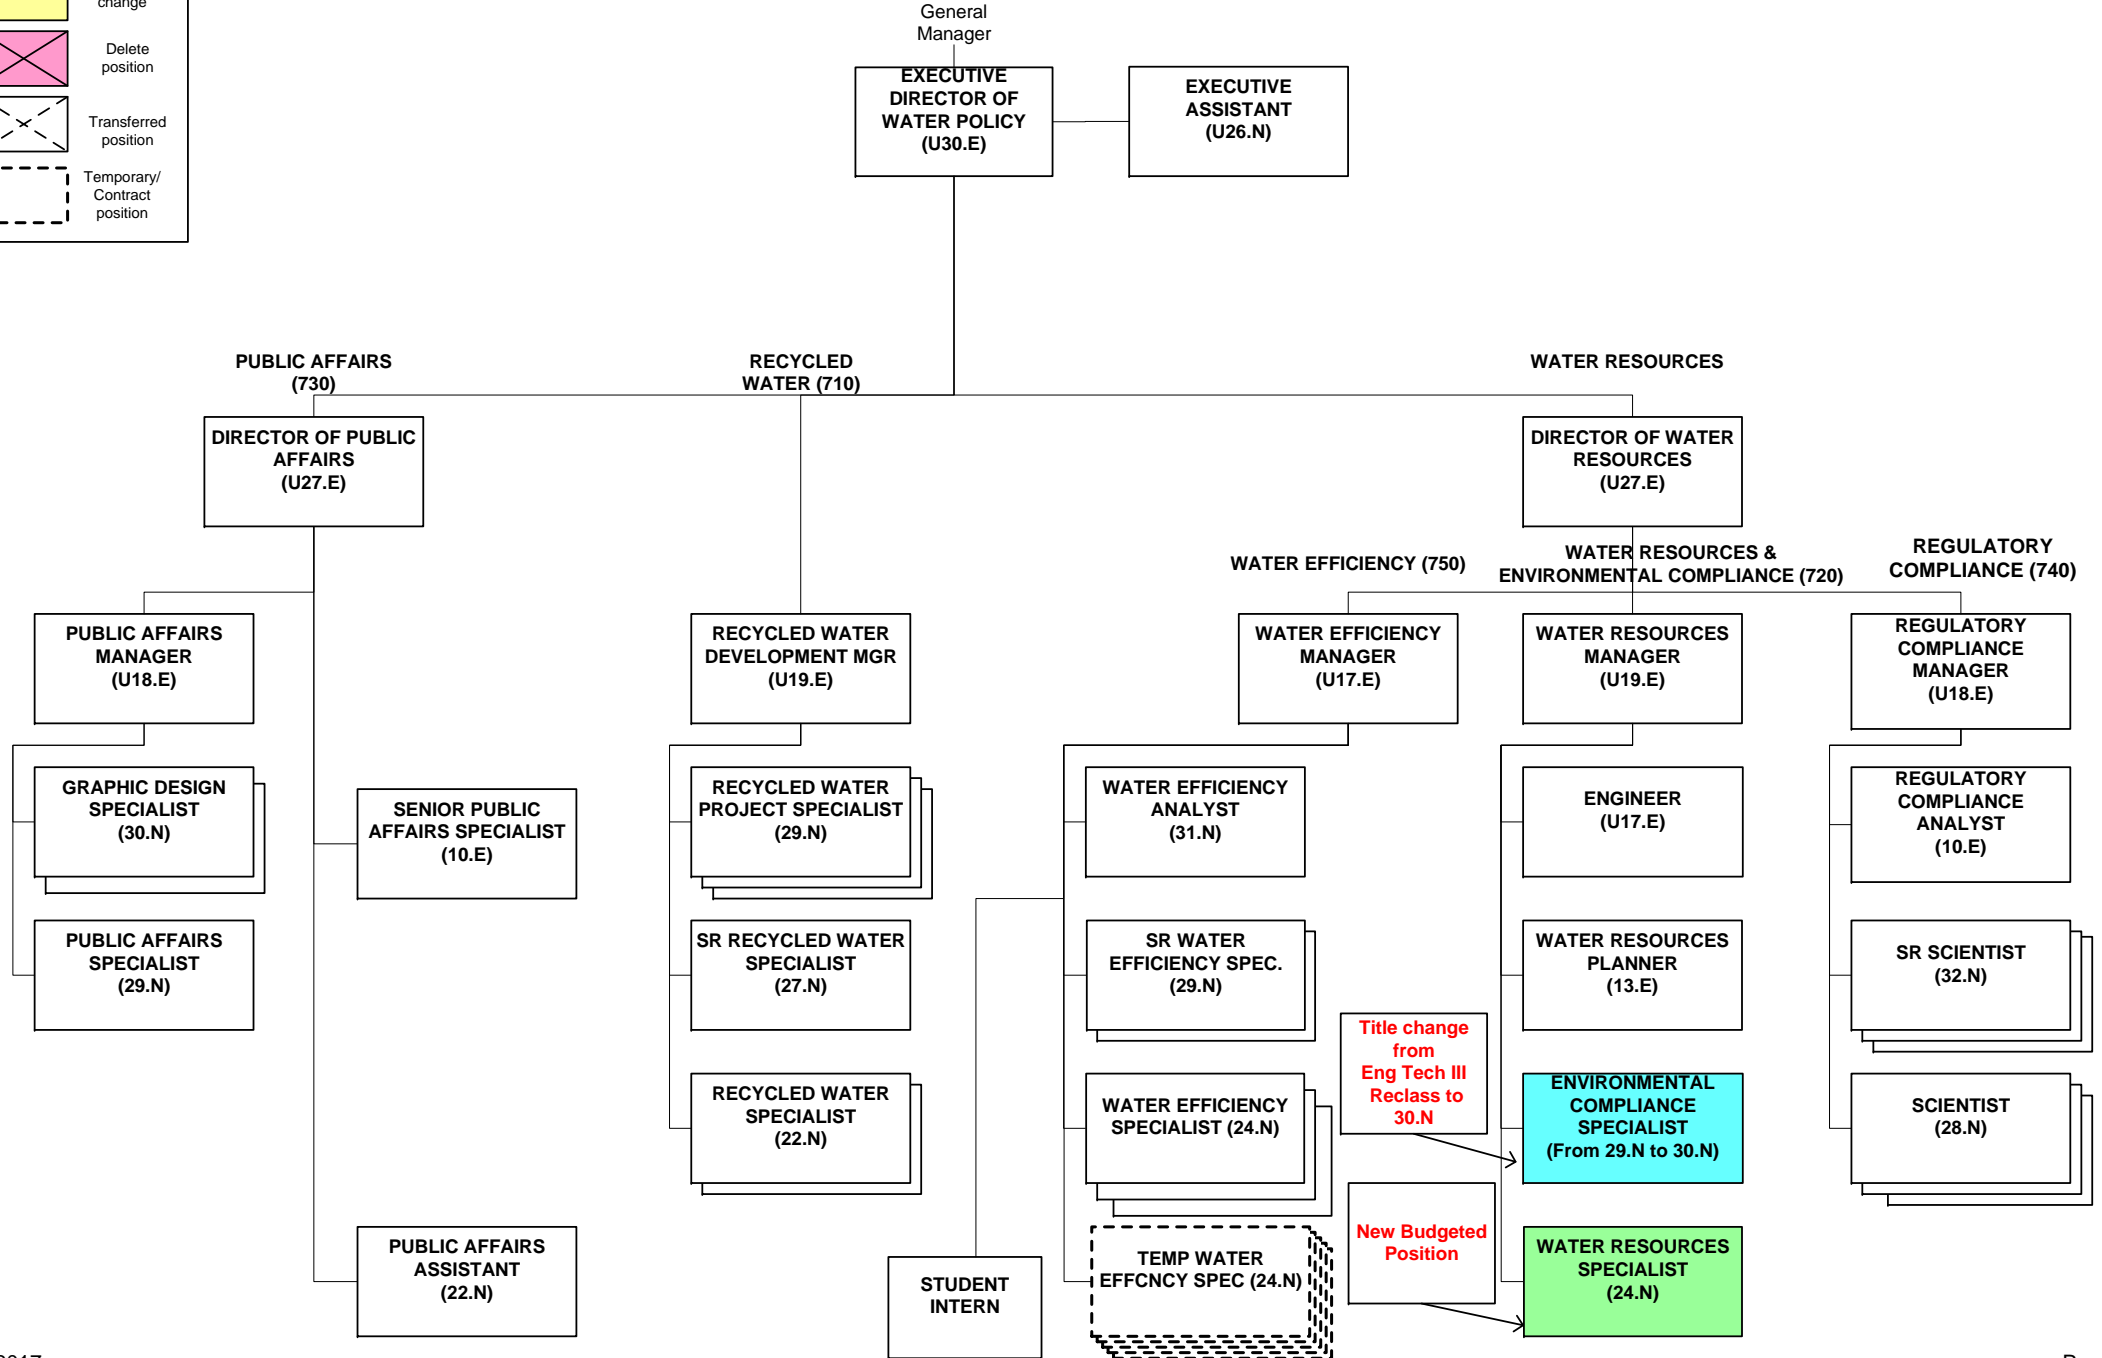 change
Delete
position
Transferred
position
Temporary/
Contract
position
General
Manager
EXECUTIVE
DIRECTOR OF
WATER POLICY
(U30.E)
EXECUTIVE
ASSISTANT
(U26.N)
PUBLIC AFFAIRS
(730)
RECYCLED
WATER (710)
WATER RESOURCES
DIRECTOR OF PUBLIC
AFFAIRS
(U27.E)
DIRECTOR OF WATER
RESOURCES
(U27.E)
WATER EFFICIENCY (750)
WATER RESOURCES &
ENVIRONMENTAL COMPLIANCE (720)
REGULATORY
COMPLIANCE (740)
PUBLIC AFFAIRS
MANAGER
(U18.E)
RECYCLED WATER
DEVELOPMENT MGR
(U19.E)
WATER EFFICIENCY
MANAGER
(U17.E)
WATER RESOURCES
MANAGER
(U19.E)
REGULATORY
COMPLIANCE
MANAGER
(U18.E)
GRAPHIC DESIGN
SPECIALIST
(30.N)
SENIOR PUBLIC
AFFAIRS SPECIALIST
(10.E)
RECYCLED WATER
PROJECT SPECIALIST
(29.N)
WATER EFFICIENCY
ANALYST
(31.N)
ENGINEER
(U17.E)
REGULATORY
COMPLIANCE
ANALYST
(10.E)
PUBLIC AFFAIRS
SPECIALIST
(29.N)
SR RECYCLED WATER
SPECIALIST
(27.N)
SR WATER
EFFICIENCY SPEC.
(29.N)
WATER RESOURCES
PLANNER
(13.E)
SR SCIENTIST
(32.N)
RECYCLED WATER
SPECIALIST
(22.N)
WATER EFFICIENCY
SPECIALIST (24.N)
Title change
from
Eng Tech III
Reclass to
30.N
ENVIRONMENTAL
COMPLIANCE
SPECIALIST
(From 29.N to 30.N)
SCIENTIST
(28.N)
PUBLIC AFFAIRS
ASSISTANT
(22.N)
STUDENT
INTERN
TEMP WATER
EFFCNCY SPEC (24.N)
New Budgeted
Position
WATER RESOURCES
SPECIALIST
(24.N)